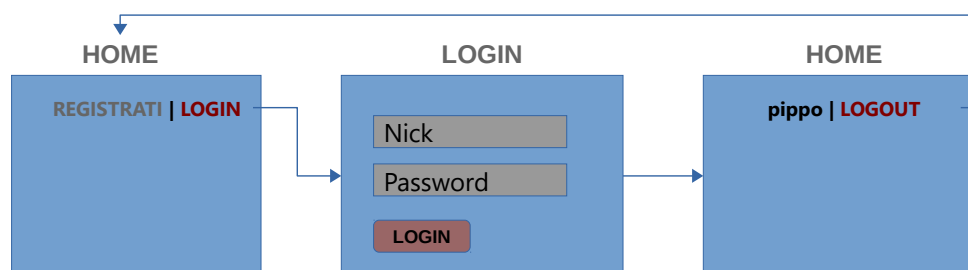 HOME
REGISTRATI | LOGIN
LOGIN
Nick
Password
LOGIN
HOME
pippo | LOGOUT